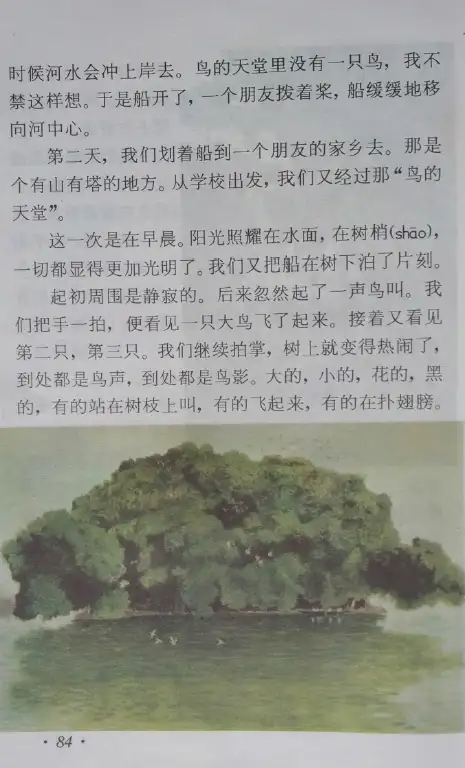 时候河水会冲上岸去。鸟的天堂里没有一只鸟，我不
禁这样想。于是船开了，一个朋友拨着桨，船缓缓地移
向河中心。
第二天，我们划着船到一个朋友的家乡去。那是
个有山有塔的地方。从学校出发，我们又经过那“鸟的
天堂”。
这一次是在早晨。阳光照耀在水面，在树梢(shāo)，
一切都显得更加光明了。我们又把船在树下泊了片刻。
起初周围是静寂的。后来忽然起了一声鸟叫。我
们把手一拍，便看见一只大鸟飞了起来。接着又看见
第二只，第三只。我们继续拍掌，树上就变得热闹了，
到处都是鸟声，到处都是鸟影。大的，小的，花的，黑
的，有的站在树枝上叫，有的飞起来，有的在扑翅膀。
· 84 ·